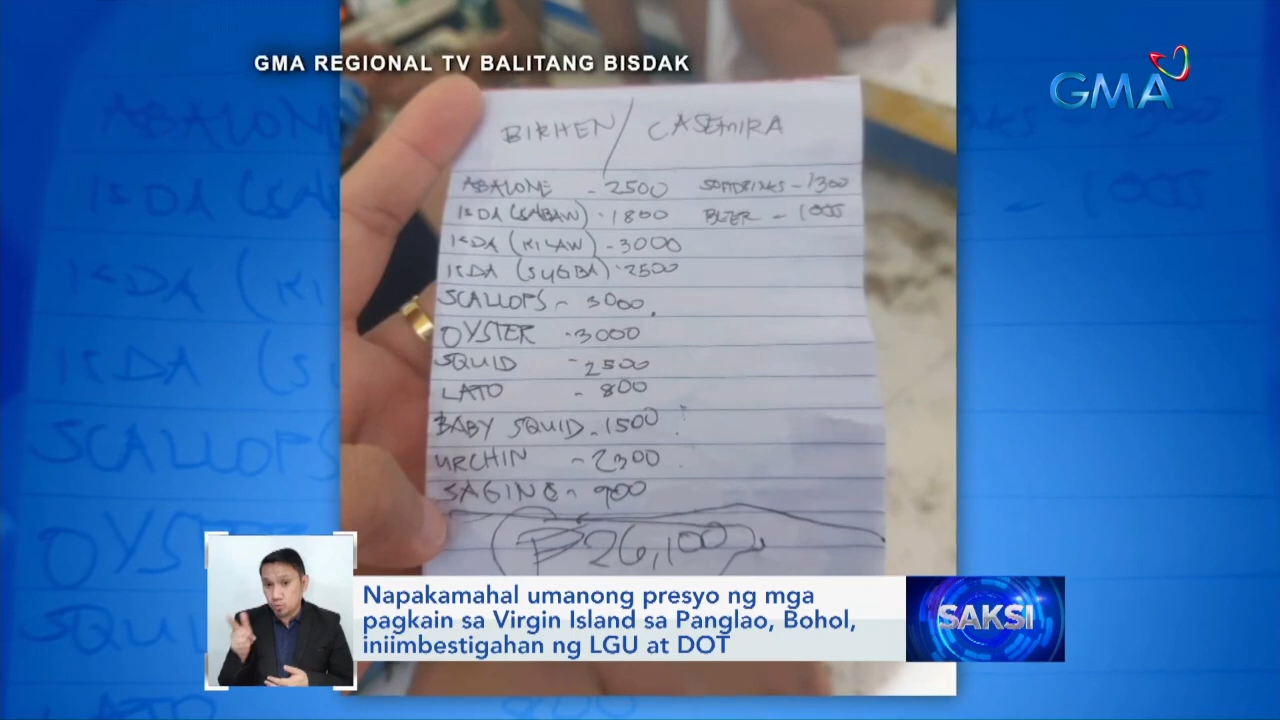 GMA REGIONAL TV BALITANG BISDAK
GMA
BIRHEN / CASEMIRA
ABALONE - 2500 SOFDRINKS - 1300
ISDA (SABAW) - 1800 BEER - 1000
ISDA (KILAW) - 3000
ISDA (SUGBA) - 2500
SCALLOPS - 3000
OYSTER - 3000
SQUID - 2500
LATO - 800
BABY SQUID - 1500
URCHIN - 2300
SAGING - 900
₱26,100
Napakamahal umanong presyo ng mga
pagkain sa Virgin Island sa Panglao, Bohol,
iniimbestigahan ng LGU at DOT
SAKSI